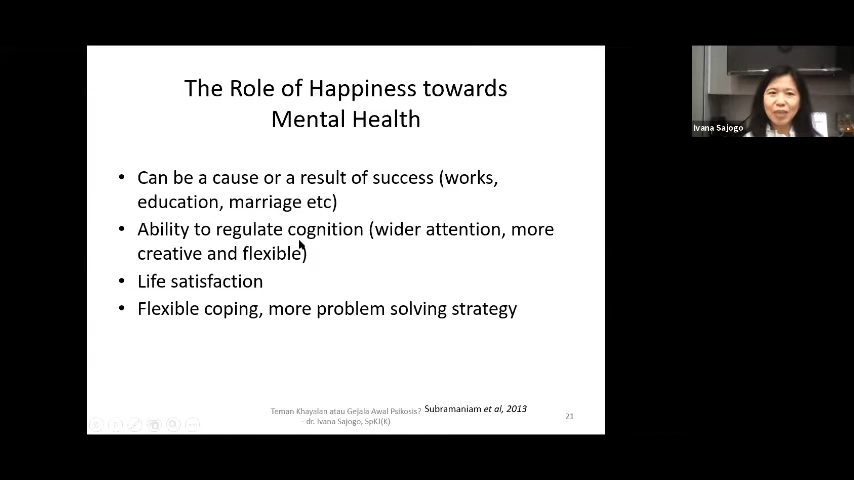 The Role of Happiness towards
Mental Health
• Can be a cause or a result of success (works,
education, marriage etc)
• Ability to regulate cognition (wider attention, more
creative and flexible)
• Life satisfaction
• Flexible coping, more problem solving strategy
Teman Khayalan atau Gejala Awal Psikosis?
- dr. Ivana Sajogo, SpKJ(K)
Subramaniam et al, 2013
21
Ivana Sajogo